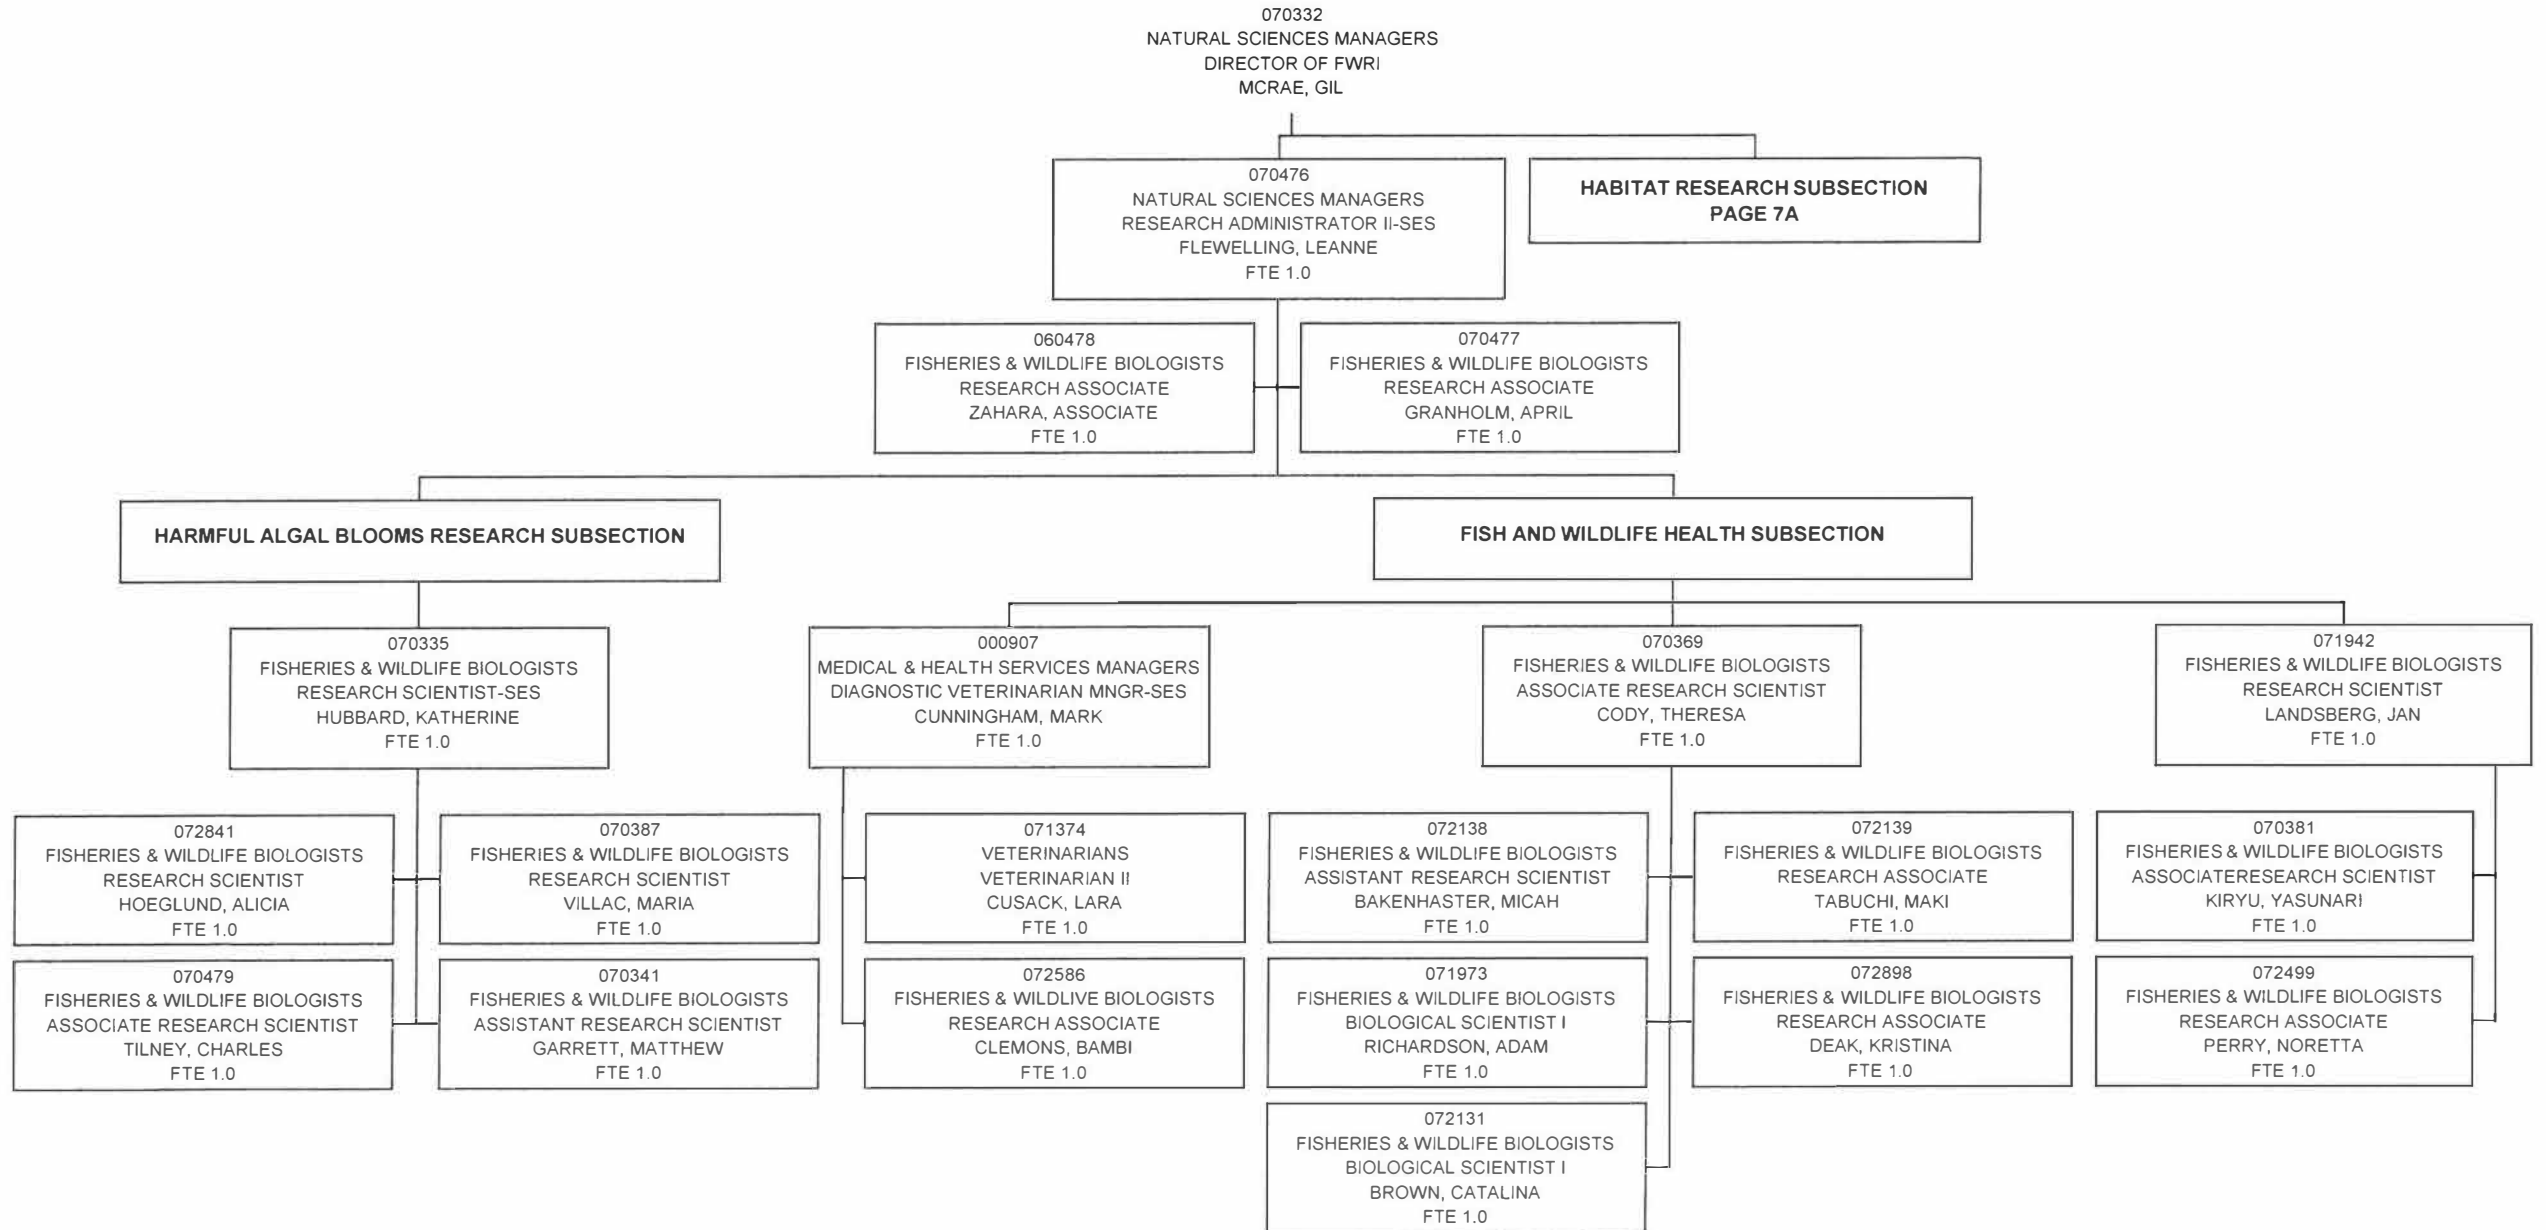 070332
NATURAL SCIENCES MANAGERS
DIRECTOR OF FWRI
MCRAE, GIL
070476
NATURAL SCIENCES MANAGERS
RESEARCH ADMINISTRATOR II-SES
FLEWELLING, LEANNE
FTE 1.0
HABITAT RESEARCH SUBSECTION
PAGE 7A
060478
FISHERIES & WILDLIFE BIOLOGISTS
RESEARCH ASSOCIATE
ZAHARA, ASSOCIATE
FTE 1.0
070477
FISHERIES & WILDLIFE BIOLOGISTS
RESEARCH ASSOCIATE
GRANHOLM, APRIL
FTE 1.0
HARMFUL ALGAL BLOOMS RESEARCH SUBSECTION
FISH AND WILDLIFE HEALTH SUBSECTION
070335
FISHERIES & WILDLIFE BIOLOGISTS
RESEARCH SCIENTIST-SES
HUBBARD, KATHERINE
FTE 1.0
000907
MEDICAL & HEALTH SERVICES MANAGERS
DIAGNOSTIC VETERINARIAN MNGR-SES
CUNNINGHAM, MARK
FTE 1.0
070369
FISHERIES & WILDLIFE BIOLOGISTS
ASSOCIATE RESEARCH SCIENTIST
CODY, THERESA
FTE 1.0
071942
FISHERIES & WILDLIFE BIOLOGISTS
RESEARCH SCIENTIST
LANDSBERG, JAN
FTE 1.0
072841
FISHERIES & WILDLIFE BIOLOGISTS
RESEARCH SCIENTIST
HOEGLUND, ALICIA
FTE 1.0
070387
FISHERIES & WILDLIFE BIOLOGISTS
RESEARCH SCIENTIST
VILLAC, MARIA
FTE 1.0
071374
VETERINARIANS
VETERINARIAN II
CUSACK, LARA
FTE 1.0
072138
FISHERIES & WILDLIFE BIOLOGISTS
ASSISTANT RESEARCH SCIENTIST
BAKENHASTER, MICAH
FTE 1.0
072139
FISHERIES & WILDLIFE BIOLOGISTS
RESEARCH ASSOCIATE
TABUCHI, MAKI
FTE 1.0
070381
FISHERIES & WILDLIFE BIOLOGISTS
ASSOCIATERESEARCH SCIENTIST
KIRYU, YASUNARI
FTE 1.0
070479
FISHERIES & WILDLIFE BIOLOGISTS
ASSOCIATE RESEARCH SCIENTIST
TILNEY, CHARLES
FTE 1.0
070341
FISHERIES & WILDLIFE BIOLOGISTS
ASSISTANT RESEARCH SCIENTIST
GARRETT, MATTHEW
FTE 1.0
072586
FISHERIES & WILDLIVE BIOLOGISTS
RESEARCH ASSOCIATE
CLEMONS, BAMBI
FTE 1.0
071973
FISHERIES & WILDLIFE BIOLOGISTS
BIOLOGICAL SCIENTIST I
RICHARDSON, ADAM
FTE 1.0
072898
FISHERIES & WILDLIFE BIOLOGISTS
RESEARCH ASSOCIATE
DEAK, KRISTINA
FTE 1.0
072499
FISHERIES & WILDLIFE BIOLOGISTS
RESEARCH ASSOCIATE
PERRY, NORETTA
FTE 1.0
072131
FISHERIES & WILDLIFE BIOLOGISTS
BIOLOGICAL SCIENTIST I
BROWN, CATALINA
FTE 1.0